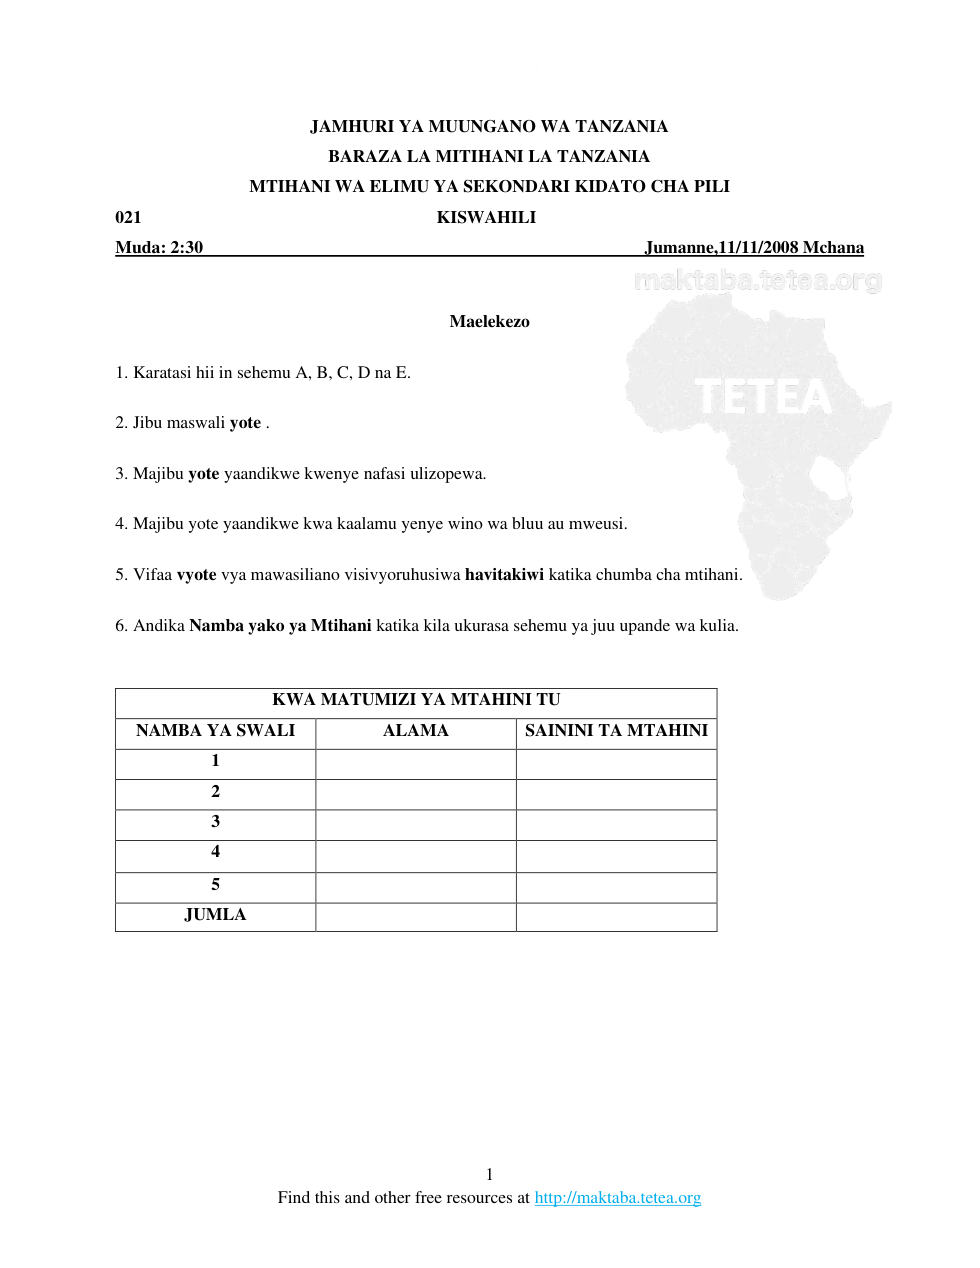 JAMHURI YA MUUNGANO WA TANZANIA
BARAZA LA MITIHANI LA TANZANIA
MTIHANI WA ELIMU YA SEKONDARI KIDATO CHA PILI
021 KISWAHILI
Muda: 2:30 Jumanne,11/11/2008 Mchana
maktaba.tetea.org
Maelekezo
1. Karatasi hii in sehemu A, B, C, D na E.
TETEA
2. Jibu maswali yote .
3. Majibu yote yaandikwe kwenye nafasi ulizopewa.
4. Majibu yote yaandikwe kwa kaalamu yenye wino wa bluu au mweusi.
5. Vifaa vyote vya mawasiliano visivyoruhusiwa havitakiwi katika chumba cha mtihani.
6. Andika Namba yako ya Mtihani katika kila ukurasa sehemu ya juu upande wa kulia.
KWA MATUMIZI YA MTAHINI TU
NAMBA YA SWALI ALAMA SAININI TA MTAHINI
1
2
3
4
5
JUMLA
1
Find this and other free resources at http://maktaba.tetea.org